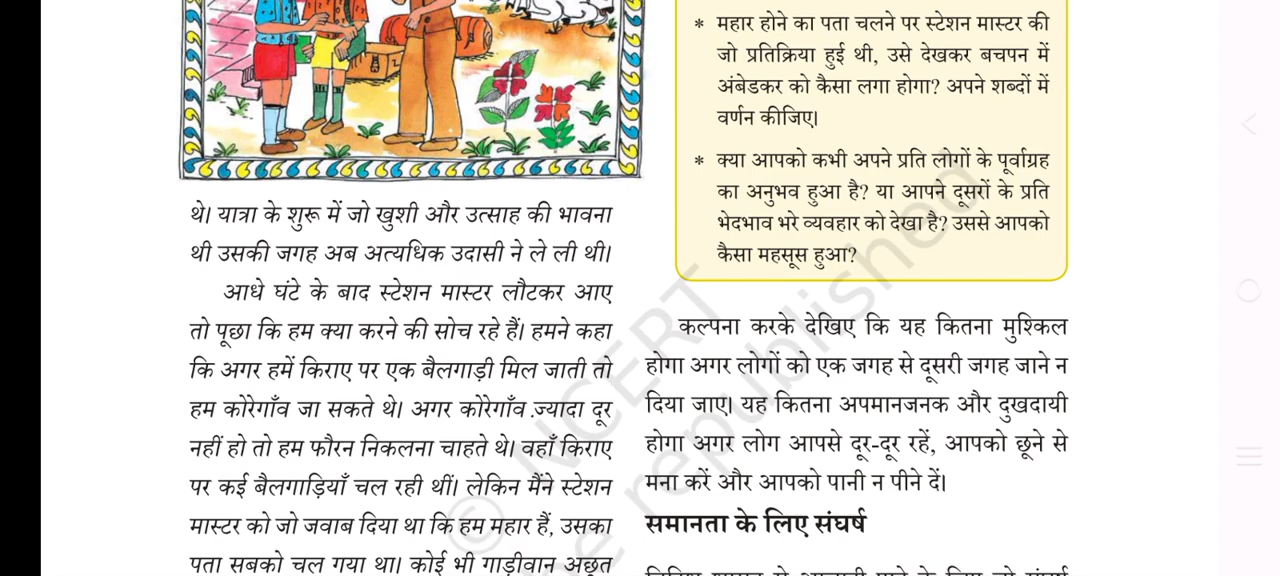 थे। यात्रा के शुरू में जो खुशी और उत्साह की भावना
थी उसकी जगह अब अत्यधिक उदासी ने ले ली थी।
आधे घंटे के बाद स्टेशन मास्टर लौटकर आए
तो पूछा कि हम क्या करने की सोच रहे हैं। हमने कहा
कि अगर हमें किराए पर एक बैलगाड़ी मिल जाती तो
हम कोरेगाँव जा सकते थे। अगर कोरेगाँव ज़्यादा दूर
नहीं हो तो हम फौरन निकलना चाहते थे। वहाँ किराए
पर कई बैलगाड़ियाँ चल रही थीं। लेकिन मैंने स्टेशन
मास्टर को जो जवाब दिया था कि हम महार हैं, उसका
पता सबको चल गया था। कोई भी गाड़ीवान अछूत
* महार होने का पता चलने पर स्टेशन मास्टर की
जो प्रतिक्रिया हुई थी, उसे देखकर बचपन में
अंबेडकर को कैसा लगा होगा? अपने शब्दों में
वर्णन कीजिए।
* क्या आपको कभी अपने प्रति लोगों के पूर्वाग्रह
का अनुभव हुआ है? या आपने दूसरों के प्रति
भेदभाव भरे व्यवहार को देखा है? उससे आपको
कैसा महसूस हुआ?
कल्पना करके देखिए कि यह कितना मुश्किल
होगा अगर लोगों को एक जगह से दूसरी जगह जाने न
दिया जाए। यह कितना अपमानजनक और दुखदायी
होगा अगर लोग आपसे दूर-दूर रहें, आपको छूने से
मना करें और आपको पानी न पीने दें।
समानता के लिए संघर्ष
© NCERT
republished